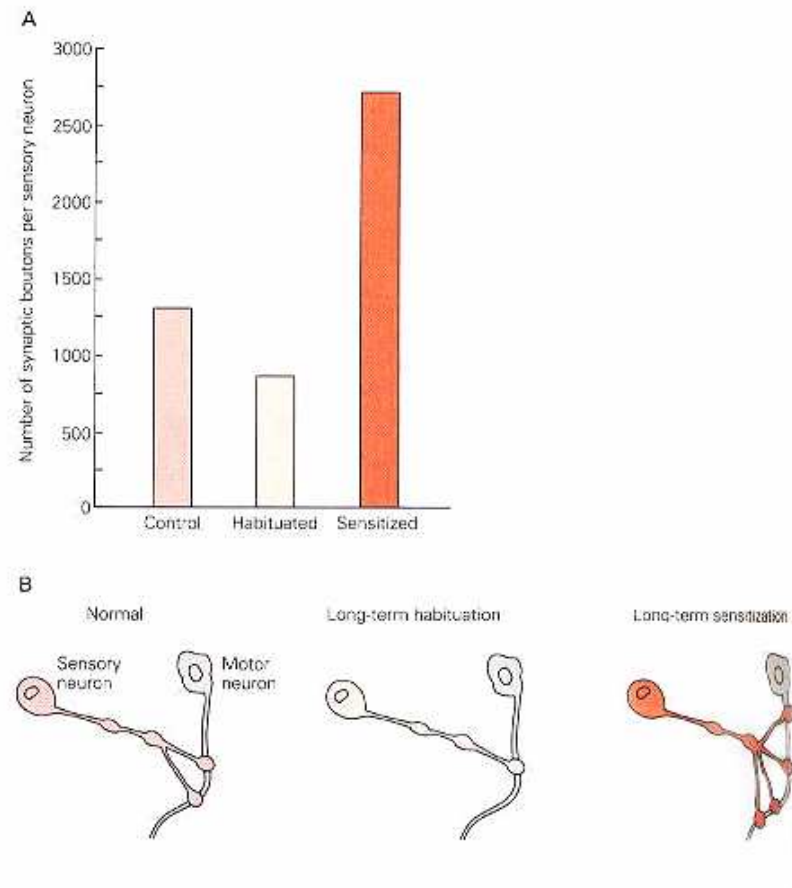 A
Number of synaptic boutons per sensory neuron
3000
2500
2000
1500
1000
500
0
Control
Habituated
Sensitized
B
Normal
Long-term habituation
Long-term sensitization
Sensory
neuron
Motor
neuron